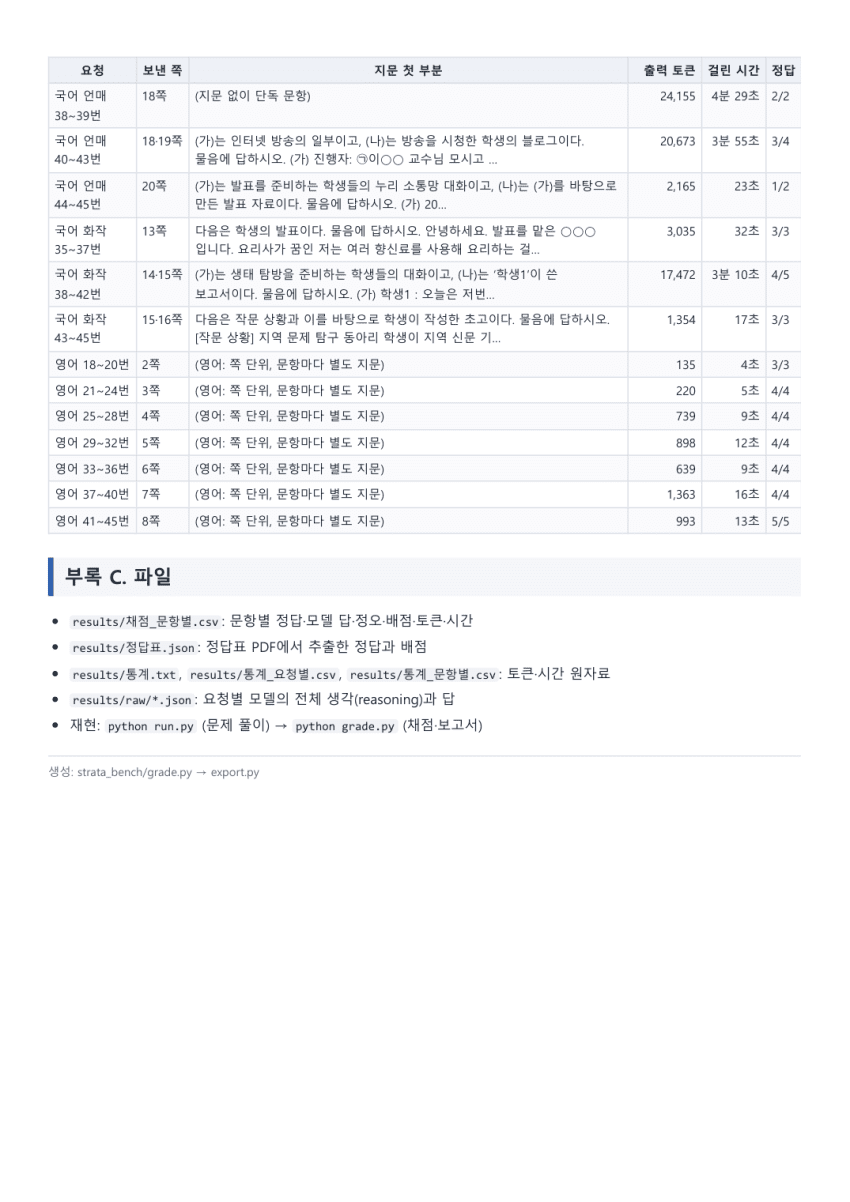 요청 보낸 쪽 지문 첫 부분 출력 토큰 걸린 시간 정답
국어 언매 18쪽 (지문 없이 단독 문항) 24,155 4분 29초 2/2
38~39번
국어 언매 18·19쪽 (가)는 인터넷 방송의 일부이고, (나)는 방송을 시청한 학생의 블로그이다. 20,673 3분 55초 3/4
40~43번 물음에 답하시오. (가) 진행자: ㉠이○○ 교수님 모시고 ...
국어 언매 20쪽 (가)는 발표를 준비하는 학생들의 누리 소통망 대화이고, (나)는 (가)를 바탕으로 2,165 23초 1/2
44~45번 만든 발표 자료이다. 물음에 답하시오. (가) 20...
국어 화작 13쪽 다음은 학생의 발표이다. 물음에 답하시오. 안녕하세요. 발표를 맡은 ○○○ 3,035 32초 3/3
35~37번 입니다. 요리사가 꿈인 저는 여러 향신료를 사용해 요리하는 걸...
국어 화작 14·15쪽 (가)는 생태 탐방을 준비하는 학생들의 대화이고, (나)는 ‘학생1’이 쓴 17,472 3분 10초 4/5
38~42번 보고서이다. 물음에 답하시오. (가) 학생1 : 오늘은 저번...
국어 화작 15·16쪽 다음은 작문 상황과 이를 바탕으로 학생이 작성한 초고이다. 물음에 답하시오. 1,354 17초 3/3
43~45번 [작문 상황] 지역 문제 탐구 동아리 학생이 지역 신문 기...
영어 18~20번 2쪽 (영어: 쪽 단위, 문항마다 별도 지문) 135 4초 3/3
영어 21~24번 3쪽 (영어: 쪽 단위, 문항마다 별도 지문) 220 5초 4/4
영어 25~28번 4쪽 (영어: 쪽 단위, 문항마다 별도 지문) 739 9초 4/4
영어 29~32번 5쪽 (영어: 쪽 단위, 문항마다 별도 지문) 898 12초 4/4
영어 33~36번 6쪽 (영어: 쪽 단위, 문항마다 별도 지문) 639 9초 4/4
영어 37~40번 7쪽 (영어: 쪽 단위, 문항마다 별도 지문) 1,363 16초 4/4
영어 41~45번 8쪽 (영어: 쪽 단위, 문항마다 별도 지문) 993 13초 5/5
부록 C. 파일
• results/채점_문항별.csv: 문항별 정답·모델 답·정오·배점·토큰·시간
• results/정답표.json: 정답표 PDF에서 추출한 정답과 배점
• results/통계.txt, results/통계_요청별.csv, results/통계_문항별.csv: 토큰·시간 원자료
• results/raw/*.json: 요청별 모델의 전체 생각(reasoning)과 답
• 재현: python run.py (문제 풀이) → python grade.py (채점·보고서)
생성: strata_bench/grade.py → export.py